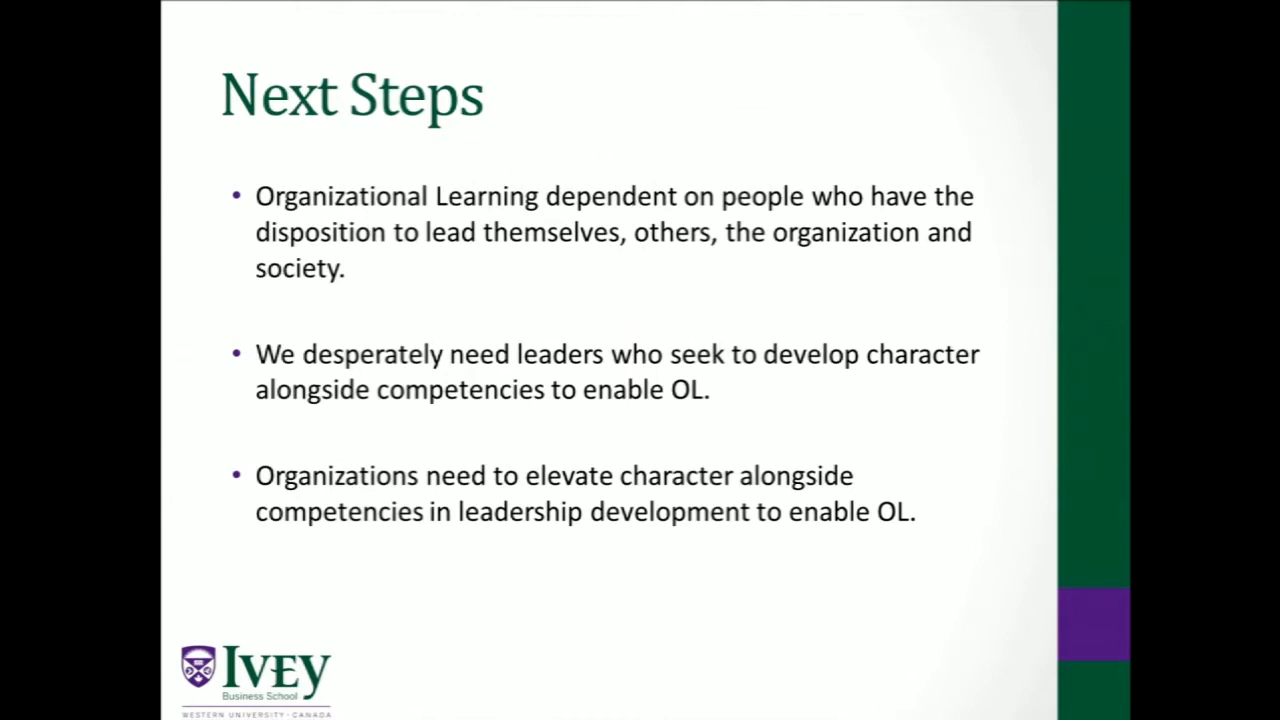 Next Steps
• Organizational Learning dependent on people who have the
disposition to lead themselves, others, the organization and
society.
• We desperately need leaders who seek to develop character
alongside competencies to enable OL.
• Organizations need to elevate character alongside
competencies in leadership development to enable OL.
IVEY
Business School
WESTERN UNIVERSITY · CANADA